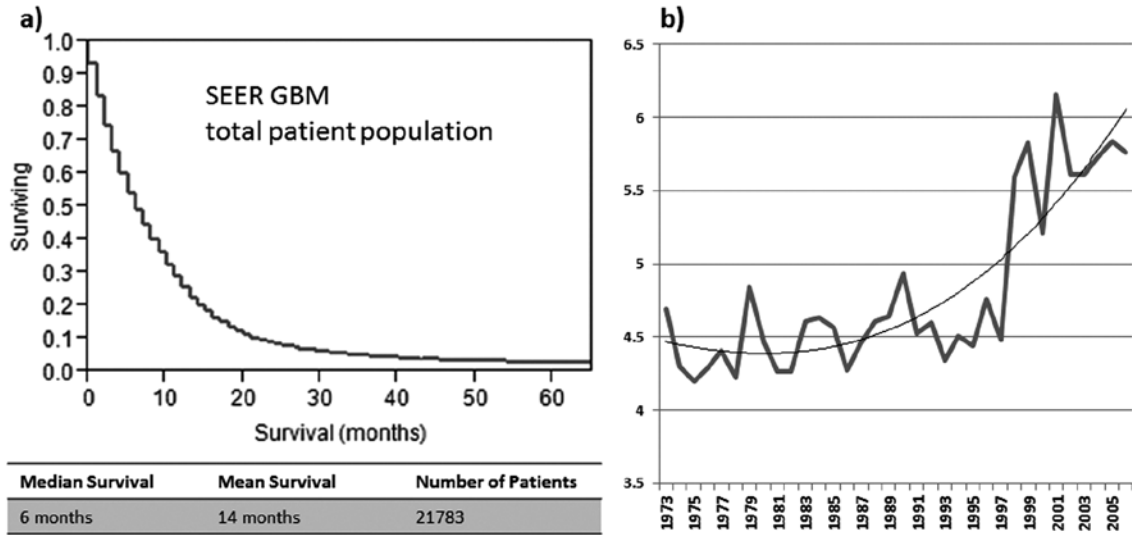 a)
1.0
0.9
0.8
0.7
0.6
0.5
0.4
0.3
0.2
0.1
0.0
Surviving
SEER GBM
total patient population
0 10 20 30 40 50 60
Survival (months)
Median Survival Mean Survival Number of Patients
6 months 14 months 21783
b)
6.5
6
5.5
5
4.5
4
3.5
1973 1975 1977 1979 1981 1983 1985 1987 1989 1991 1993 1995 1997 1999 2001 2003 2005